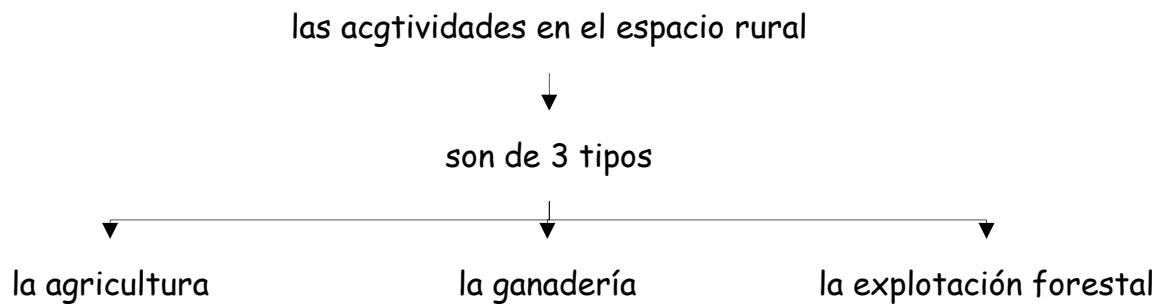 las acgtividades en el espacio rural
son de 3 tipos
la agricultura la ganadería la explotación forestal